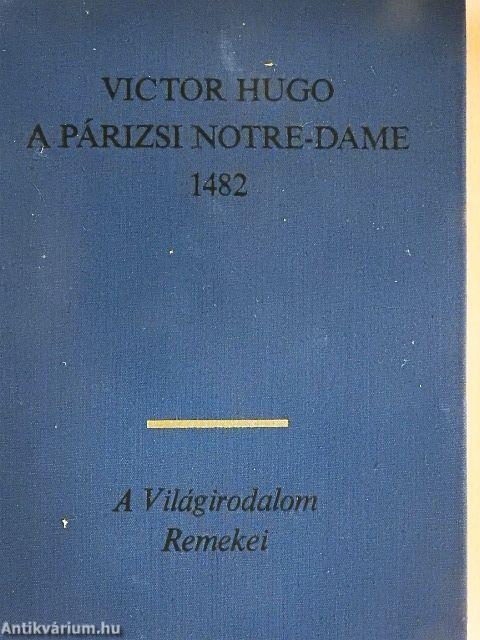 VICTOR HUGO
A PÁRIZSI NOTRE-DAME
1482
A Világirodalom
Remekei
Antikvárium.hu